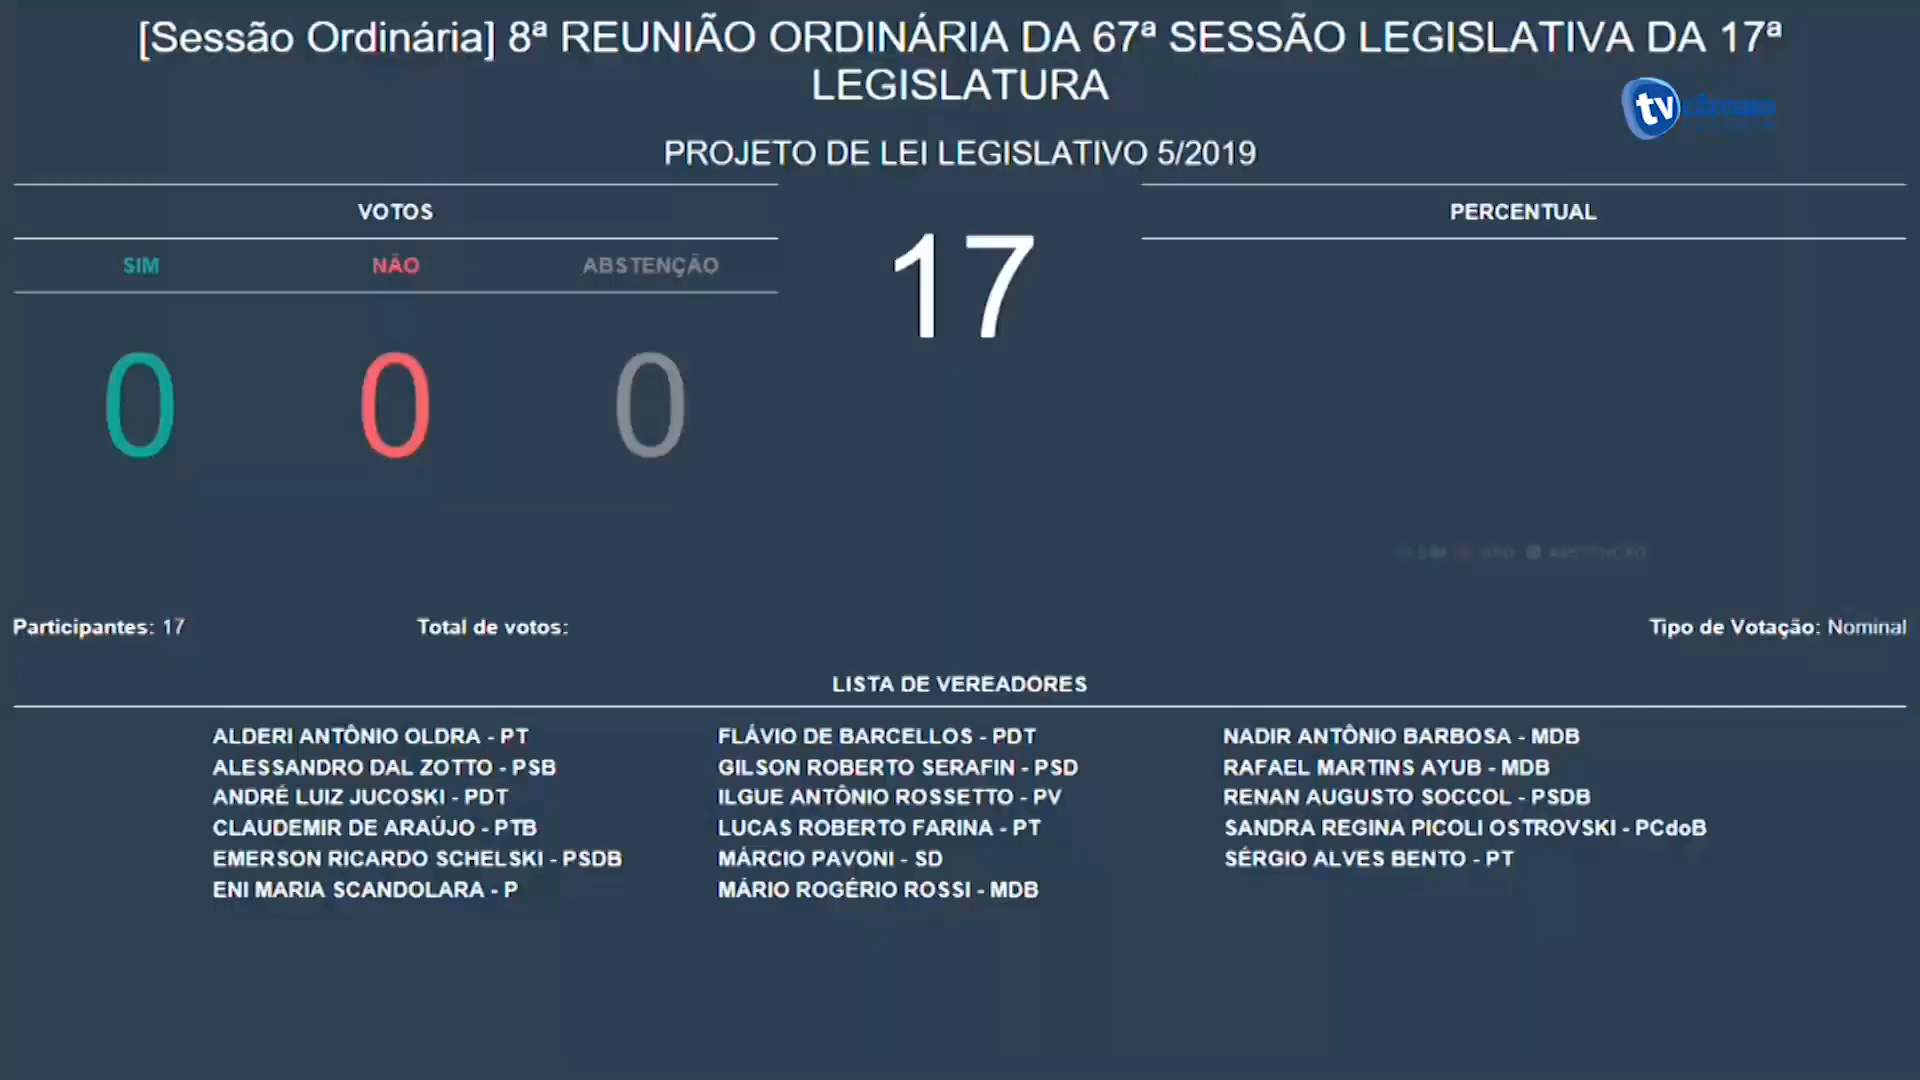 [Sessão Ordinária] 8ª REUNIÃO ORDINÁRIA DA 67ª SESSÃO LEGISLATIVA DA 17ª
LEGISLATURA
tv
PROJETO DE LEI LEGISLATIVO 5/2019
VOTOS
SIM NÃO ABSTENÇÃO
0 0 0
17
PERCENTUAL
SIM NÃO ABSTENÇÃO
Participantes: 17 Total de votos: Tipo de Votação: Nominal
LISTA DE VEREADORES
ALDERI ANTÔNIO OLDRA - PT
ALESSANDRO DAL ZOTTO - PSB
ANDRÉ LUIZ JUCOSKI - PDT
CLAUDEMIR DE ARAÚJO - PTB
EMERSON RICARDO SCHELSKI - PSDB
ENI MARIA SCANDOLARA - P
FLÁVIO DE BARCELLOS - PDT
GILSON ROBERTO SERAFIN - PSD
ILGUE ANTÔNIO ROSSETTO - PV
LUCAS ROBERTO FARINA - PT
MÁRCIO PAVONI - SD
MÁRIO ROGÉRIO ROSSI - MDB
NADIR ANTÔNIO BARBOSA - MDB
RAFAEL MARTINS AYUB - MDB
RENAN AUGUSTO SOCCOL - PSDB
SANDRA REGINA PICOLI OSTROVSKI - PCdoB
SÉRGIO ALVES BENTO - PT